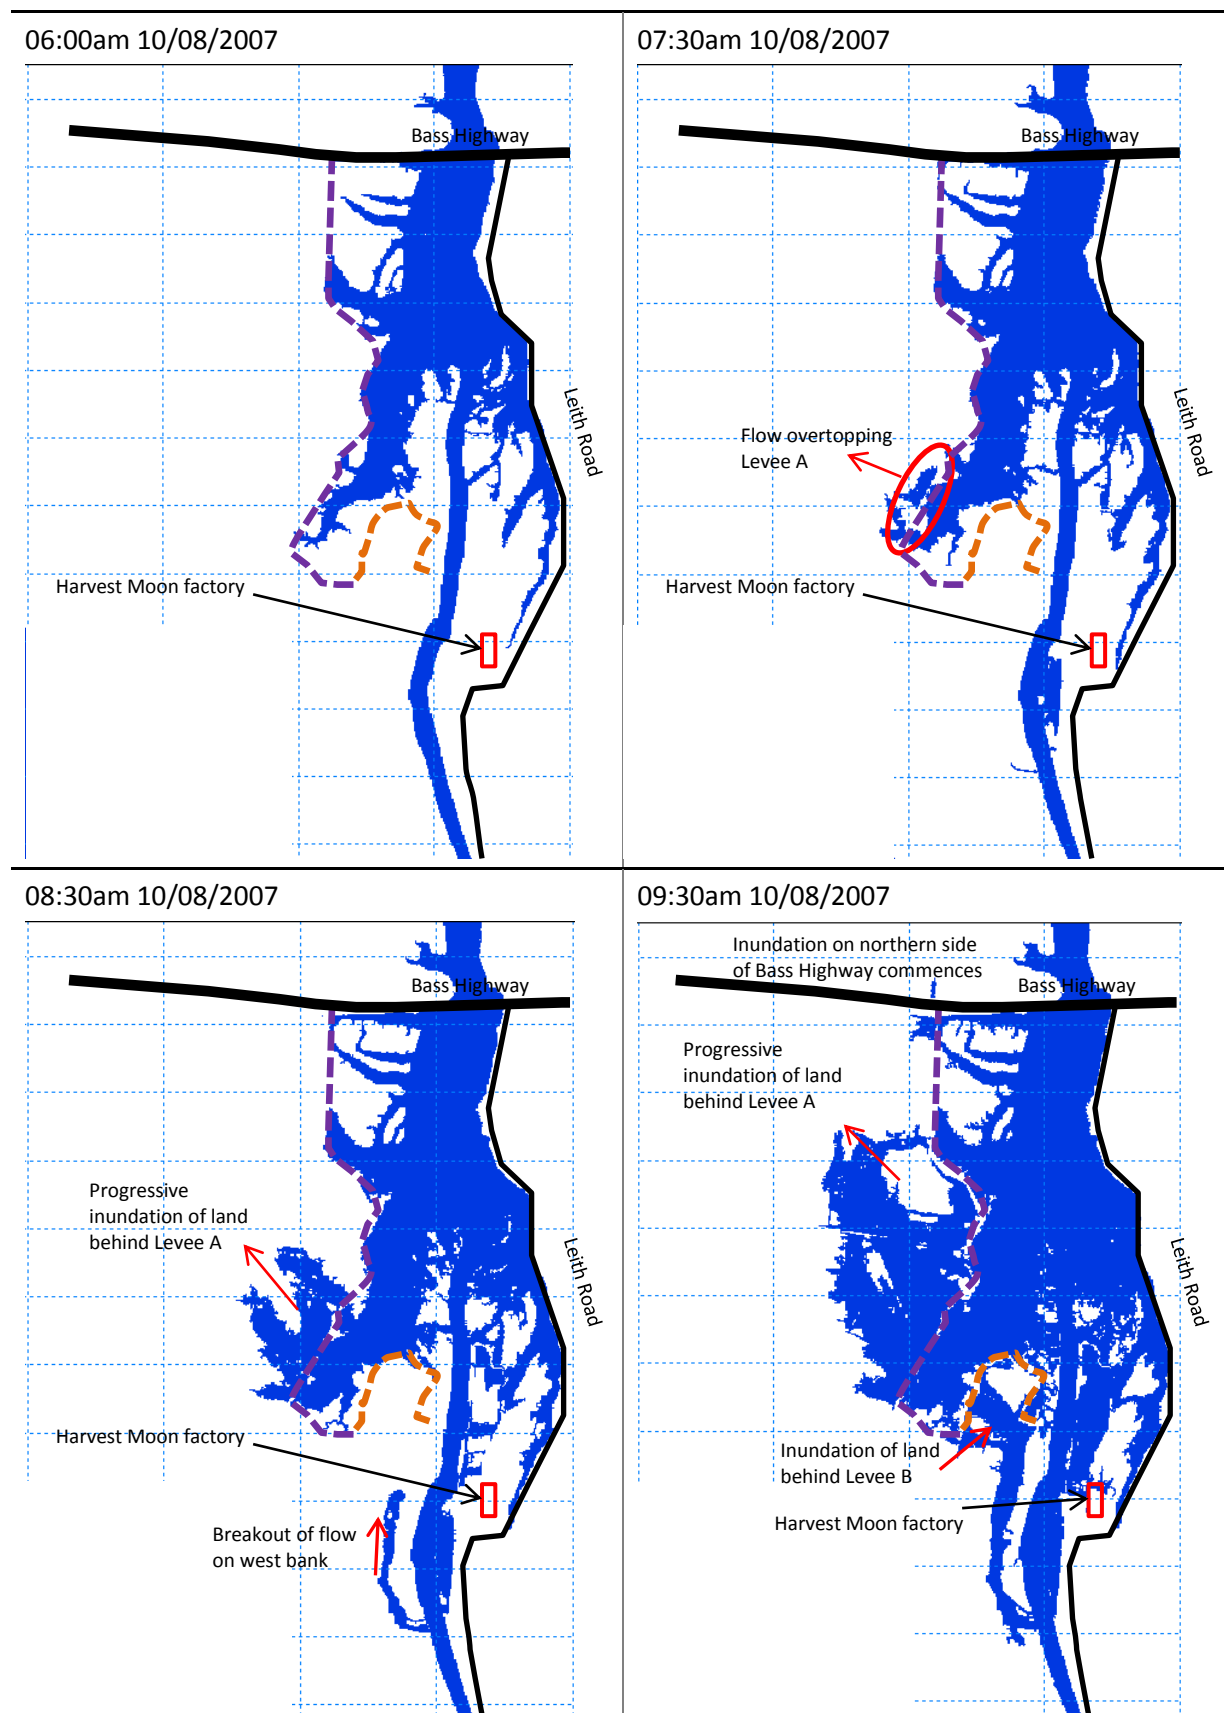 06:00am 10/08/2007
Bass Highway
Leith Road
Harvest Moon factory
07:30am 10/08/2007
Bass Highway
Flow overtopping
Levee A
Leith Road
Harvest Moon factory
08:30am 10/08/2007
Bass Highway
Progressive
inundation of land
behind Levee A
Leith Road
Harvest Moon factory
Breakout of flow
on west bank
09:30am 10/08/2007
Inundation on northern side
of Bass Highway commences
Bass Highway
Progressive
inundation of land
behind Levee A
Leith Road
Inundation of land
behind Levee B
Harvest Moon factory